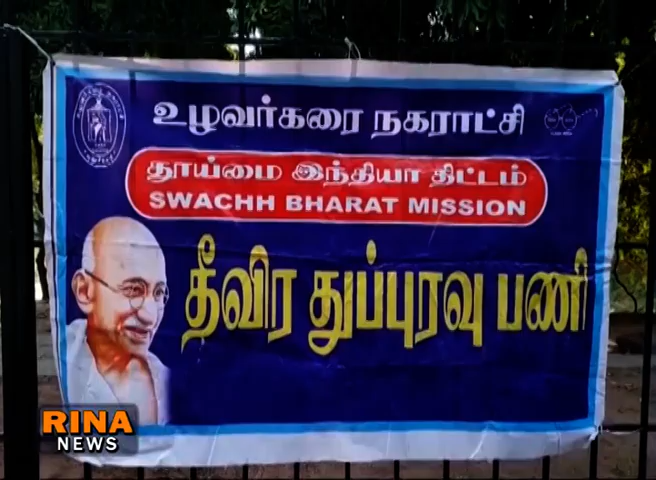 உழவர்கரை நகராட்சி
தூய்மை இந்தியா திட்டம்
SWACHH BHARAT MISSION
தீவிர துப்புரவு பணி
RINA
NEWS